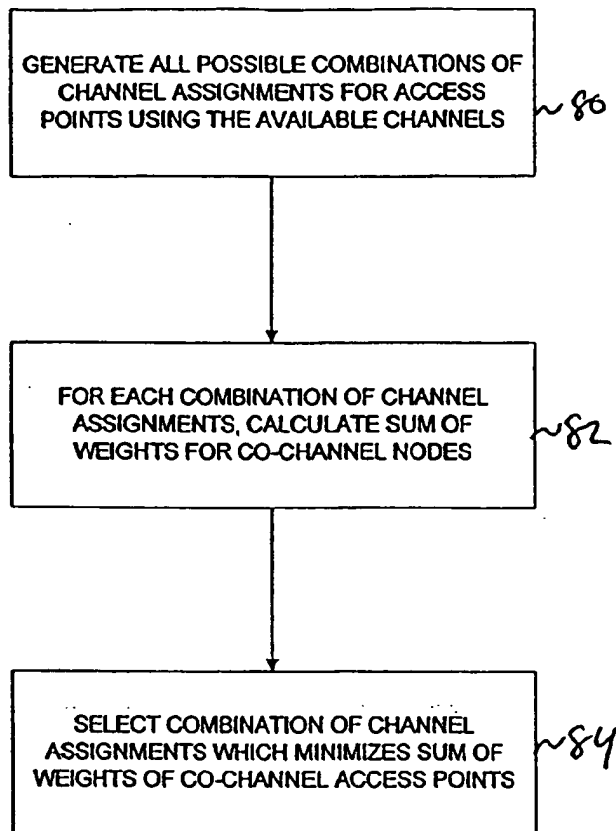 GENERATE ALL POSSIBLE COMBINATIONS OF
CHANNEL ASSIGNMENTS FOR ACCESS
POINTS USING THE AVAILABLE CHANNELS
~80
FOR EACH COMBINATION OF CHANNEL
ASSIGNMENTS, CALCULATE SUM OF
WEIGHTS FOR CO-CHANNEL NODES
~82
SELECT COMBINATION OF CHANNEL
ASSIGNMENTS WHICH MINIMIZES SUM OF
WEIGHTS OF CO-CHANNEL ACCESS POINTS
~84